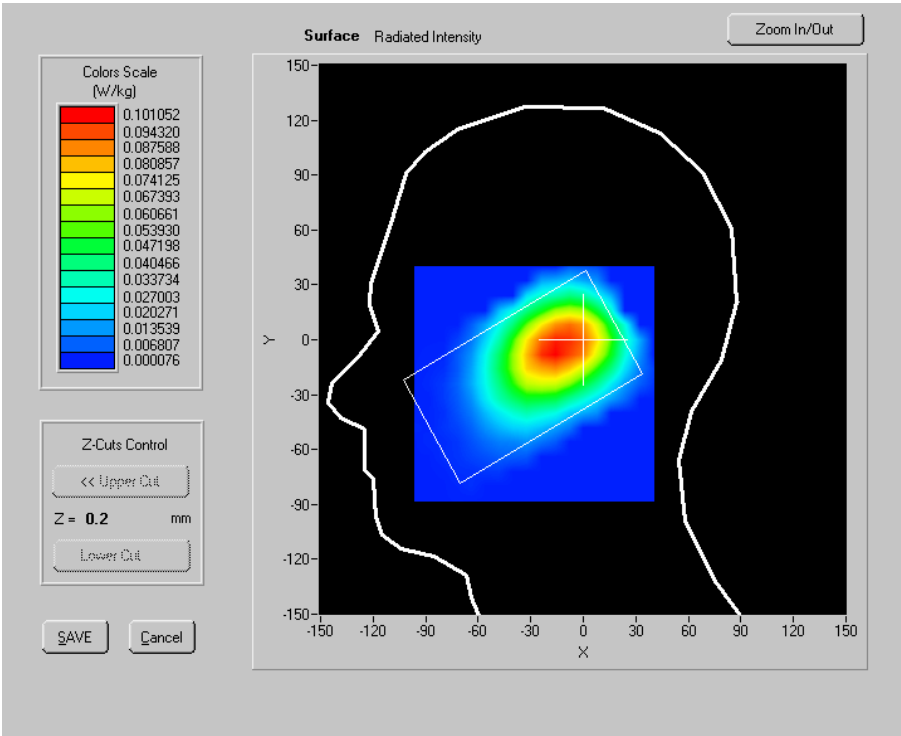 Surface Radiated Intensity
Zoom In/Out
Colors Scale
(W/kg)
0.101052
0.094320
0.087588
0.080857
0.074125
0.067393
0.060661
0.053930
0.047198
0.040466
0.033734
0.027003
0.020271
0.013539
0.006807
0.000076
Z-Cuts Control
<< Upper Cut
Z = 0.2 mm
Lower Cut
SAVE
Cancel
150
120
90
60
30
0
-30
-60
-90
-120
-150
Y
-150 -120 -90 -60 -30 0 30 60 90 120 150
X